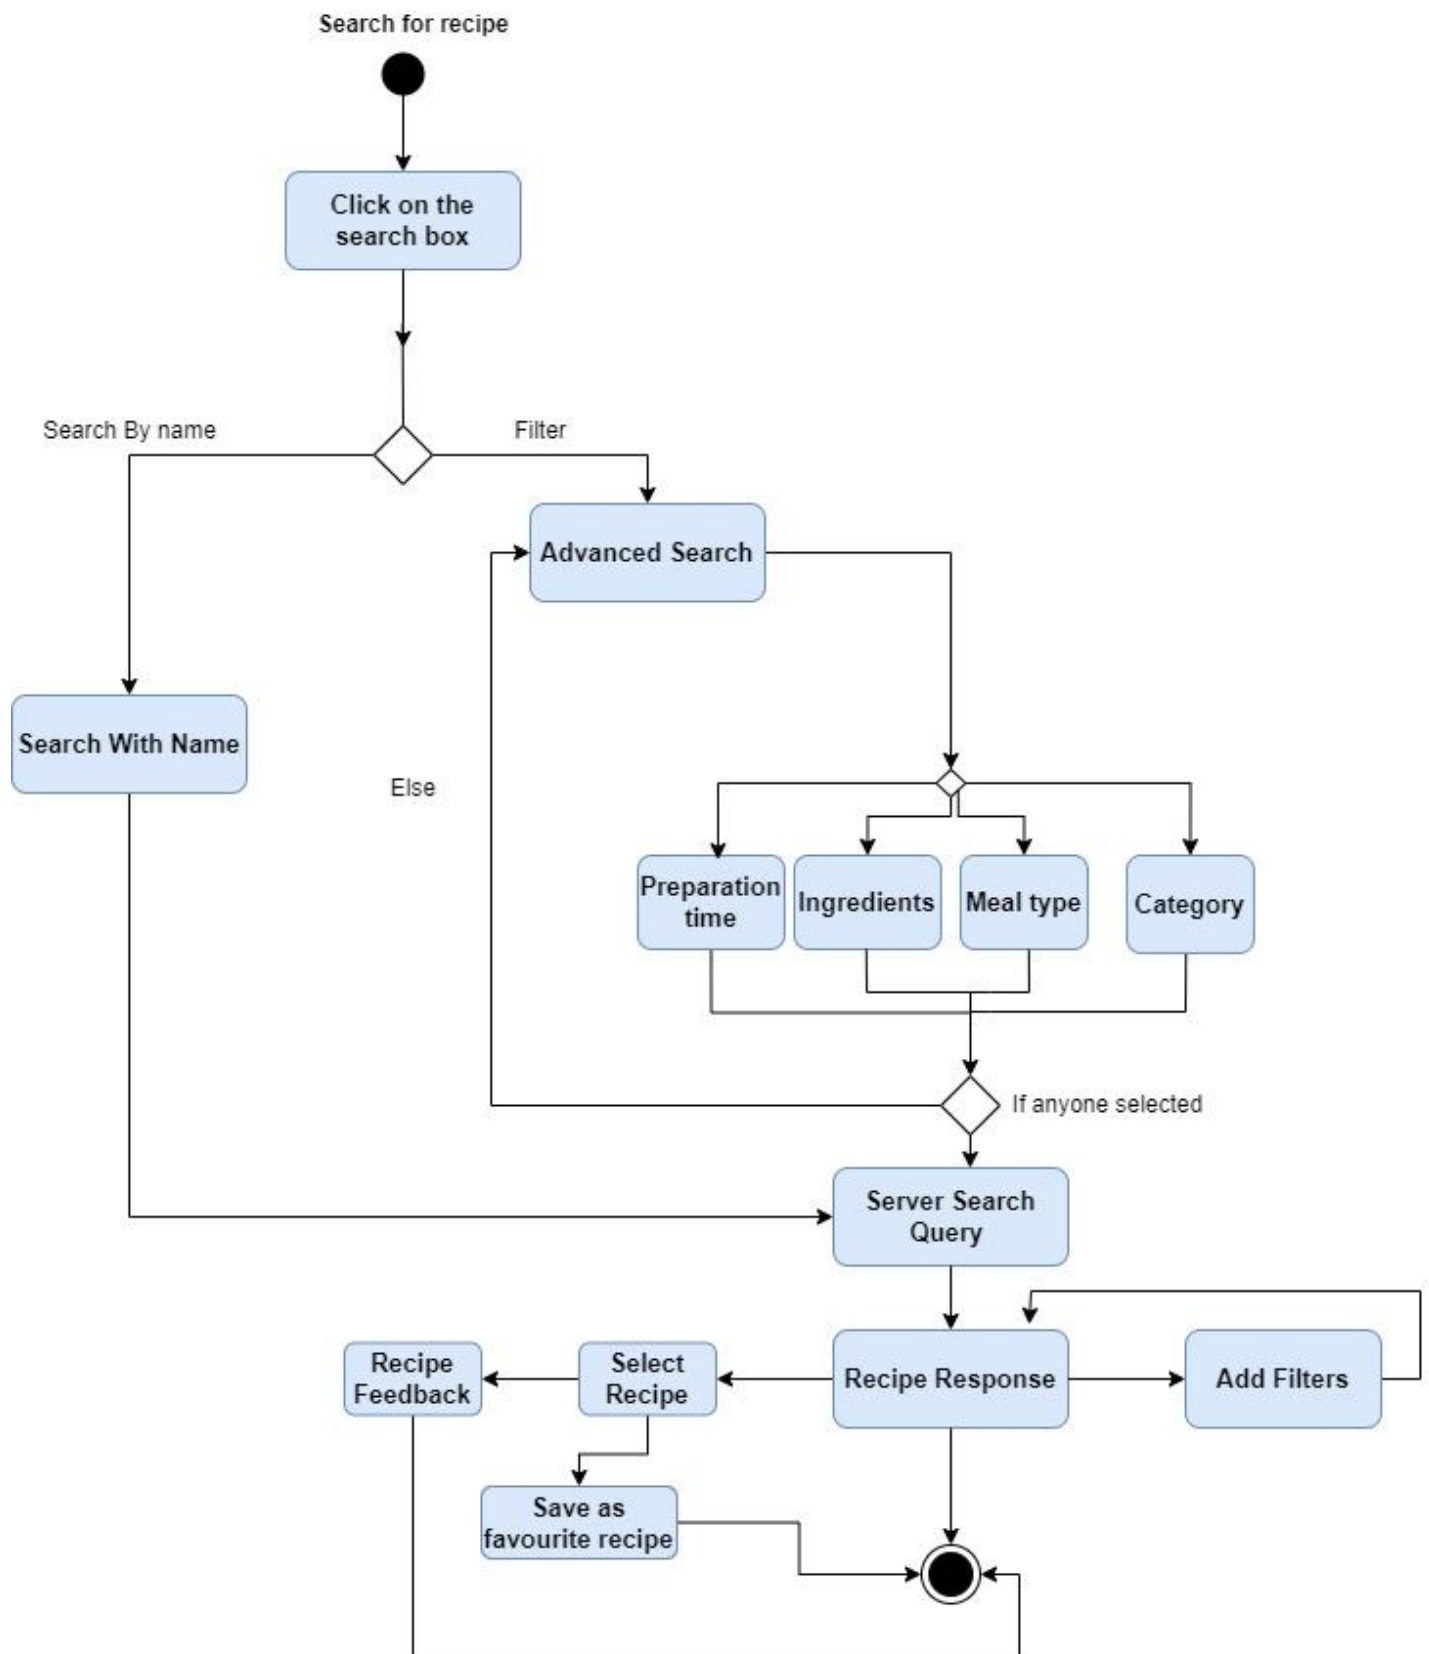 Search for recipe
Click on the
search box
Search By name
Filter
Advanced Search
Search With Name
Else
Preparation
time
Ingredients
Meal type
Category
If anyone selected
Server Search
Query
Recipe
Feedback
Select
Recipe
Recipe Response
Add Filters
Save as
favourite recipe